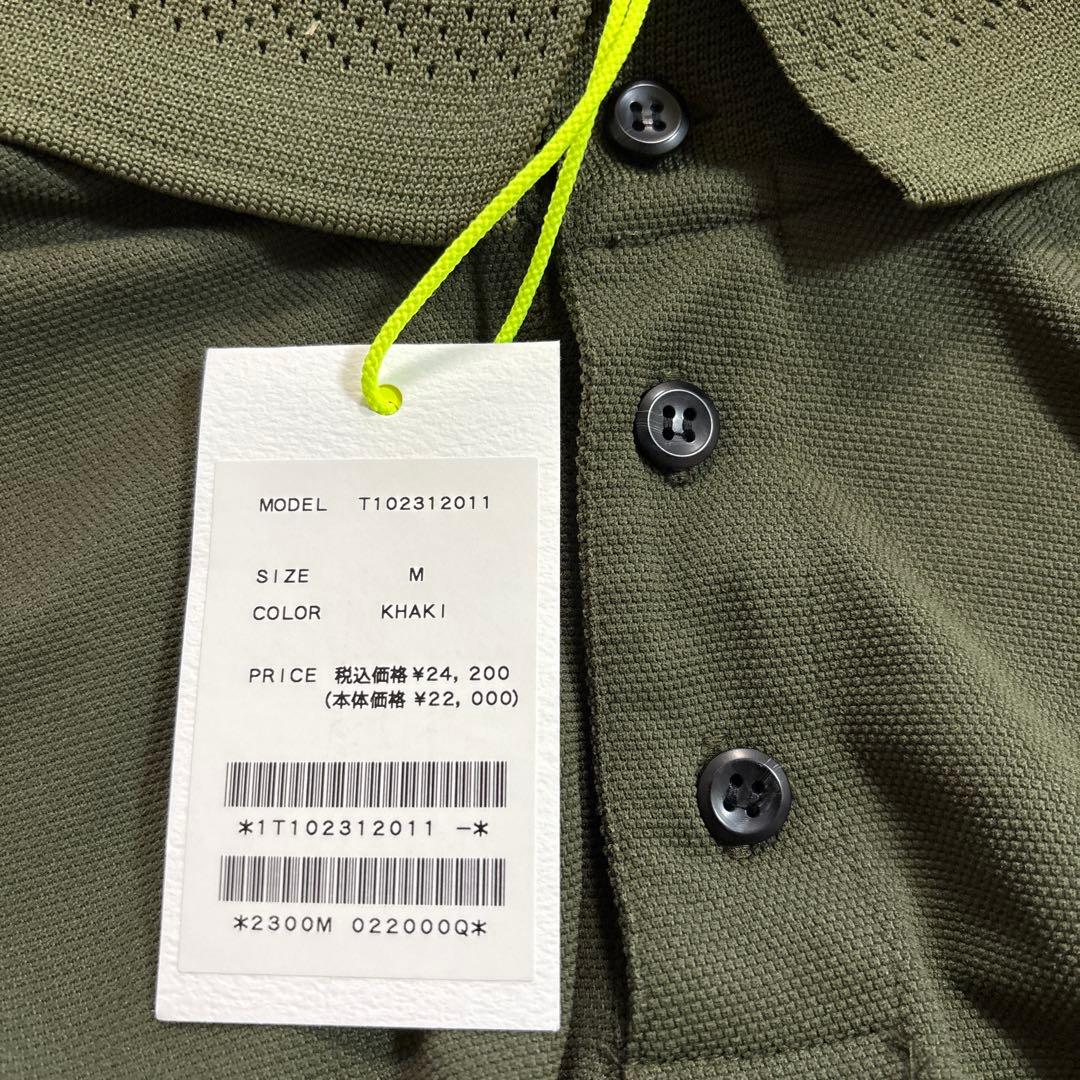 MODEL T102312011
SIZE M
COLOR KHAKI
PRICE 税込価格 ¥24, 200
(本体価格 ¥22, 000)
*1T102312011 -*
*2300M 022000Q*